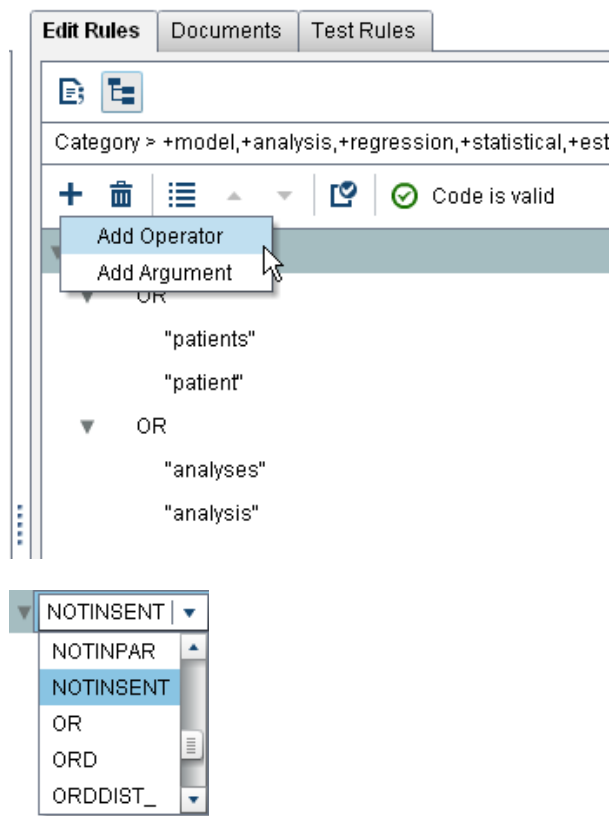 Edit Rules Documents Test Rules
Category > +model,+analysis,+regression,+statistical,+est
Code is valid
Add Operator
Add Argument
OR
"patients"
"patient"
OR
"analyses"
"analysis"
NOTINSENT
NOTINPAR
NOTINSENT
OR
ORD
ORDDIST_